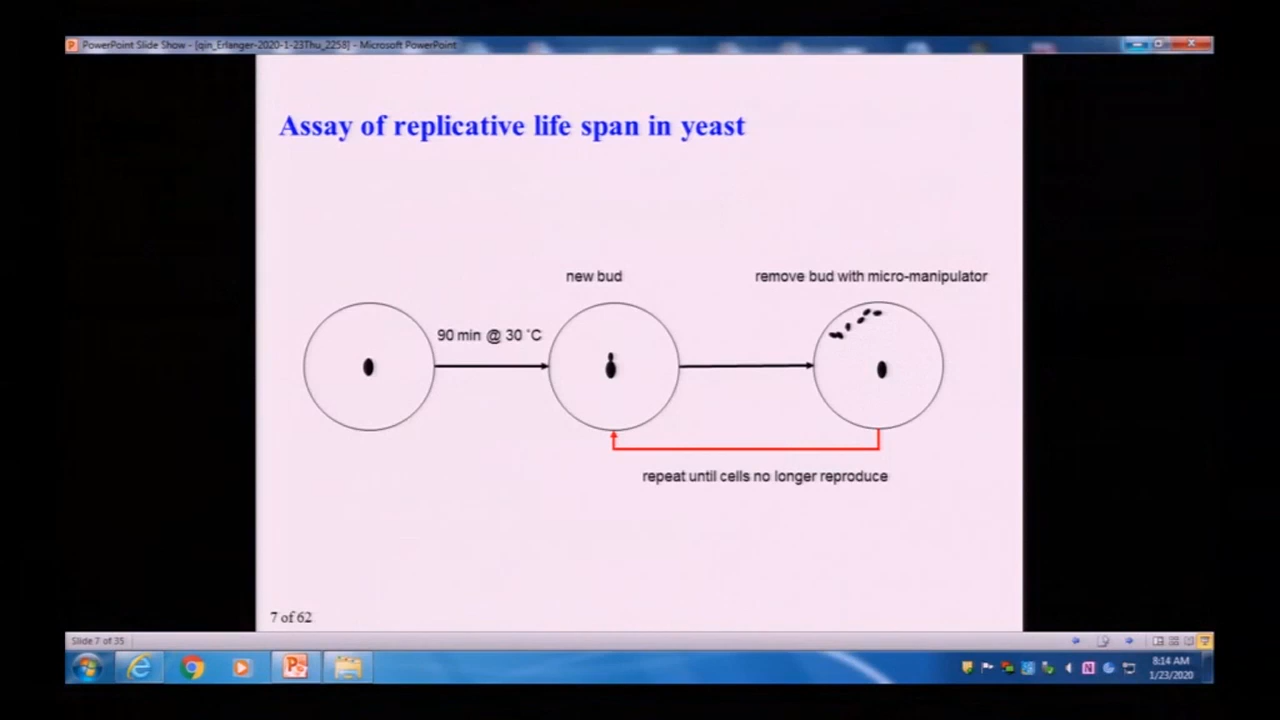 PowerPoint Slide Show - [qin_Erlanger-2020-1-23Thu_2258] - Microsoft PowerPoint
Assay of replicative life span in yeast
new bud
remove bud with micro-manipulator
90 min @ 30 °C
repeat until cells no longer reproduce
7 of 62
Slide 7 of 35
8:14 AM
1/23/2020